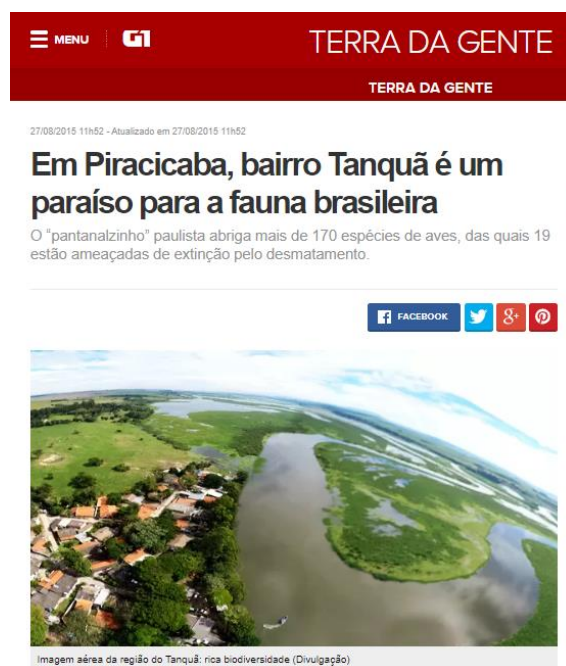 MENU
G1
TERRA DA GENTE
TERRA DA GENTE
27/08/2015 11h52 - Atualizado em 27/08/2015 11h52
Em Piracicaba, bairro Tanquã é um
paraíso para a fauna brasileira
O "pantanalzinho" paulista abriga mais de 170 espécies de aves, das quais 19
estão ameaçadas de extinção pelo desmatamento.
FACEBOOK
Imagem aérea da região do Tanquã: rica biodiversidade (Divulgação)